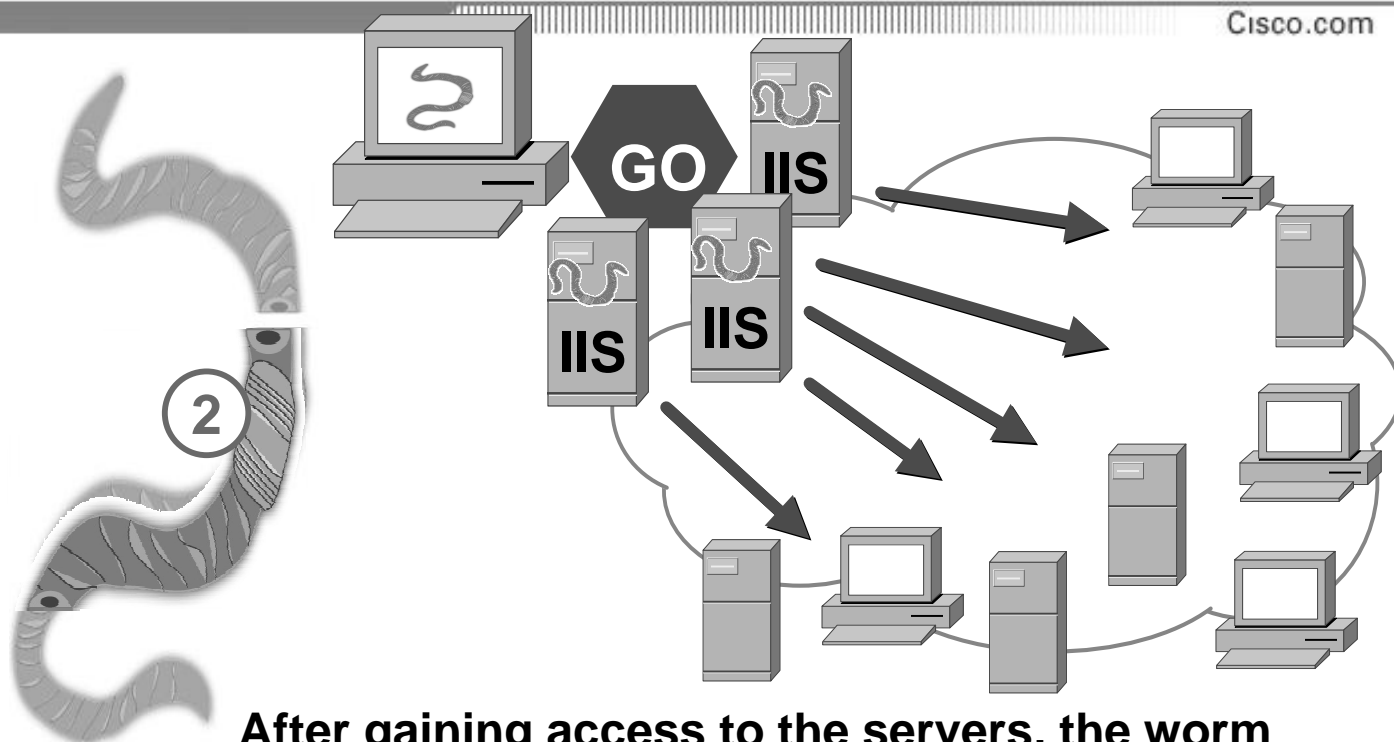 Cisco.com
GO
IIS
IIS
IIS
2
After gaining access to the servers, the worm